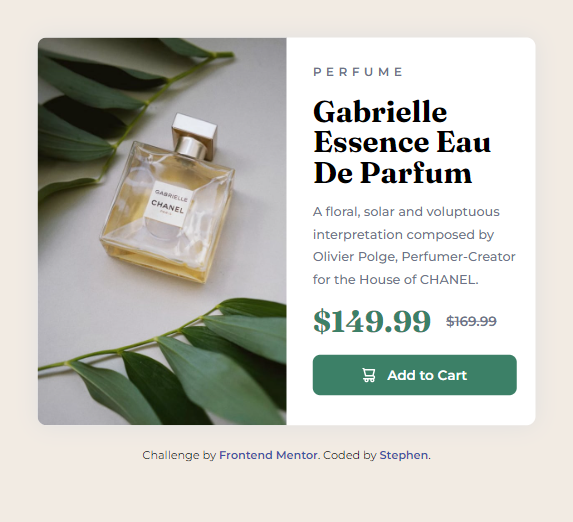 PERFUME
Gabrielle
Essence Eau
De Parfum
A floral, solar and voluptuous
interpretation composed by
Olivier Polge, Perfumer-Creator
for the House of CHANEL.
$149.99 $169.99
Add to Cart
GABRIELLE
CHANEL
Challenge by Frontend Mentor. Coded by Stephen.